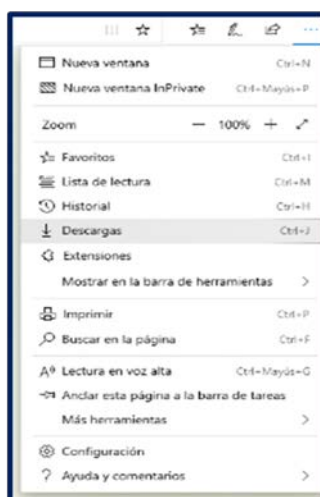 Nueva ventana Ctrl+N
Nueva ventana InPrivate Ctrl+Mayús+P
Zoom — 100% +
Favoritos Ctrl+I
Lista de lectura Ctrl+M
Historial Ctrl+H
Descargas Ctrl+J
Extensiones
Mostrar en la barra de herramientas >
Imprimir Ctrl+P
Buscar en la página Ctrl+F
Lectura en voz alta Ctrl+Mayús+G
Anclar esta página a la barra de tareas
Más herramientas >
Configuración
? Ayuda y comentarios >